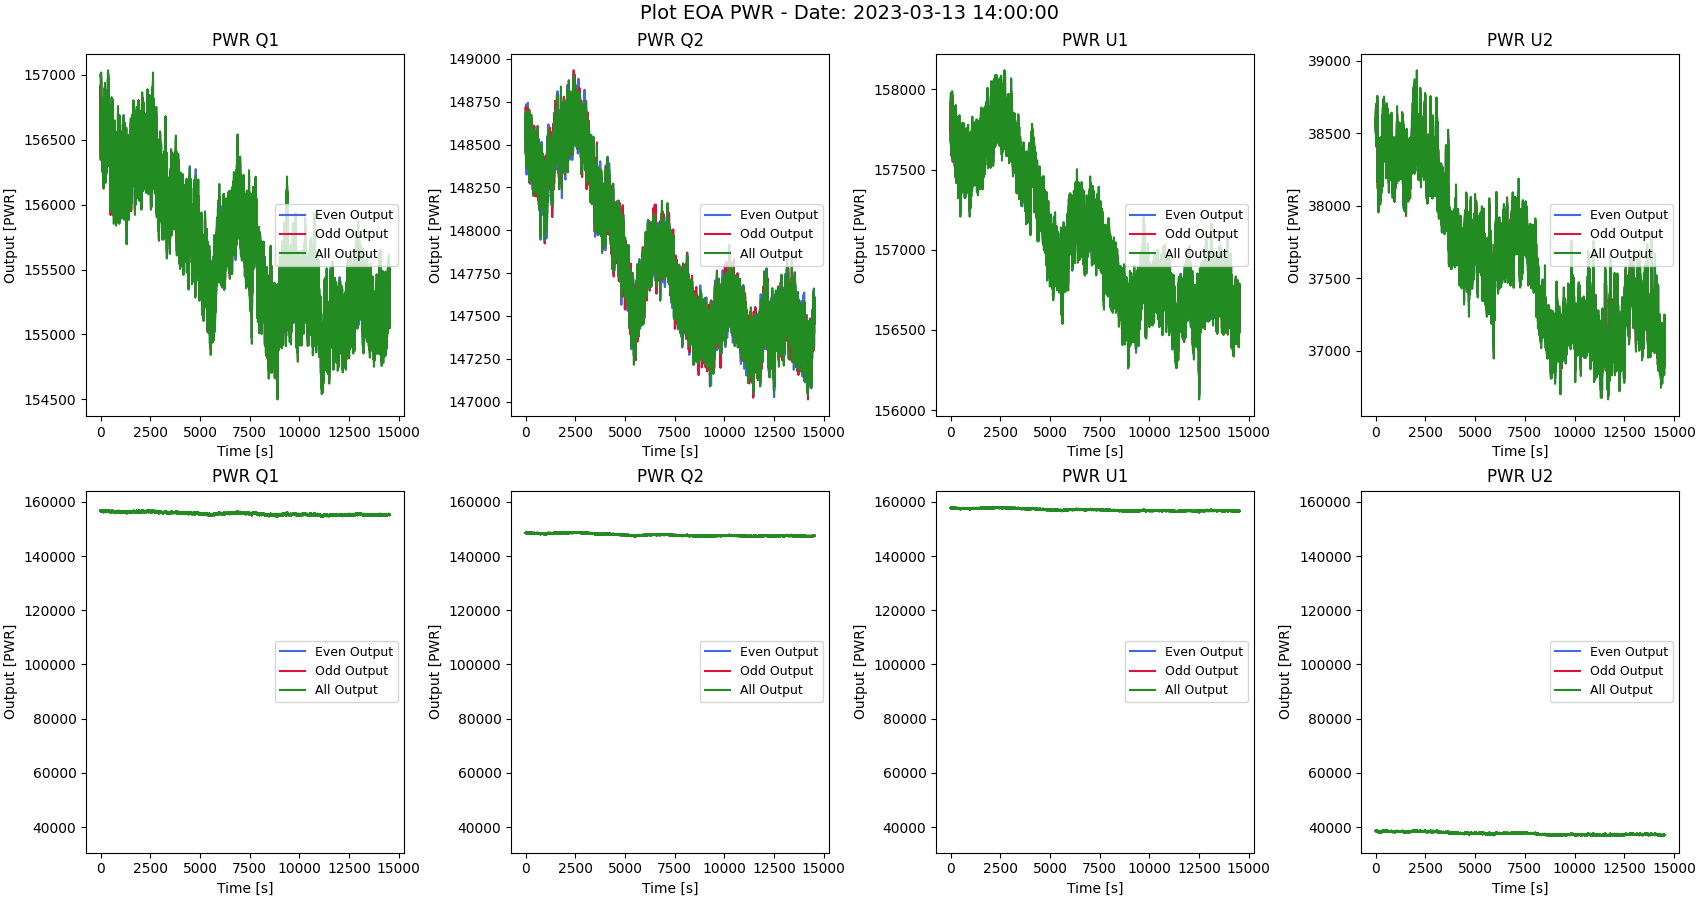 Plot EOA PWR - Date: 2023-03-13 14:00:00
PWR Q1
Output [PWR]
157000
156500
156000
155500
155000
154500
0 2500 5000 7500 10000 12500 15000
Time [s]
Even Output
Odd Output
All Output
PWR Q2
Output [PWR]
149000
148750
148500
148250
148000
147750
147500
147250
147000
0 2500 5000 7500 10000 12500 15000
Time [s]
Even Output
Odd Output
All Output
PWR U1
Output [PWR]
158000
157500
157000
156500
156000
0 2500 5000 7500 10000 12500 15000
Time [s]
Even Output
Odd Output
All Output
PWR U2
Output [PWR]
39000
38500
38000
37500
37000
0 2500 5000 7500 10000 12500 15000
Time [s]
Even Output
Odd Output
All Output
PWR Q1
Output [PWR]
160000
140000
120000
100000
80000
60000
40000
0 2500 5000 7500 10000 12500 15000
Time [s]
Even Output
Odd Output
All Output
PWR Q2
Output [PWR]
160000
140000
120000
100000
80000
60000
40000
0 2500 5000 7500 10000 12500 15000
Time [s]
Even Output
Odd Output
All Output
PWR U1
Output [PWR]
160000
140000
120000
100000
80000
60000
40000
0 2500 5000 7500 10000 12500 15000
Time [s]
Even Output
Odd Output
All Output
PWR U2
Output [PWR]
160000
140000
120000
100000
80000
60000
40000
0 2500 5000 7500 10000 12500 15000
Time [s]
Even Output
Odd Output
All Output